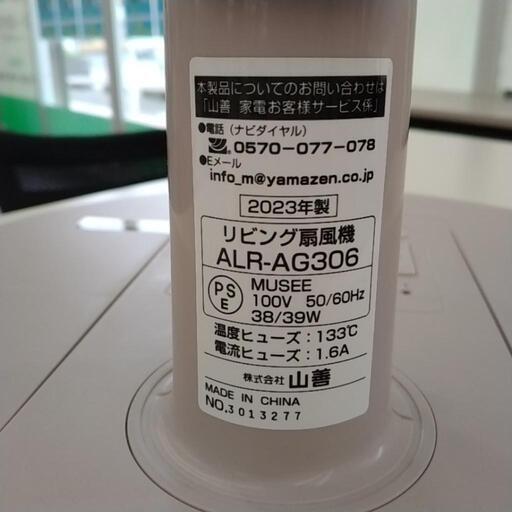 本製品についてのお問い合わせは
「山善 家電お客様サービス係」
●電話（ナビダイヤル）
0570-077-078
●Eメール
info_m@yamazen.co.jp
2023年製
リビング扇風機
ALR-AG306
PSE
MUSEE
100V 50/60Hz
38/39W
温度ヒューズ：133℃
電流ヒューズ：1.6A
株式会社 山善
MADE IN CHINA
NO.3013277